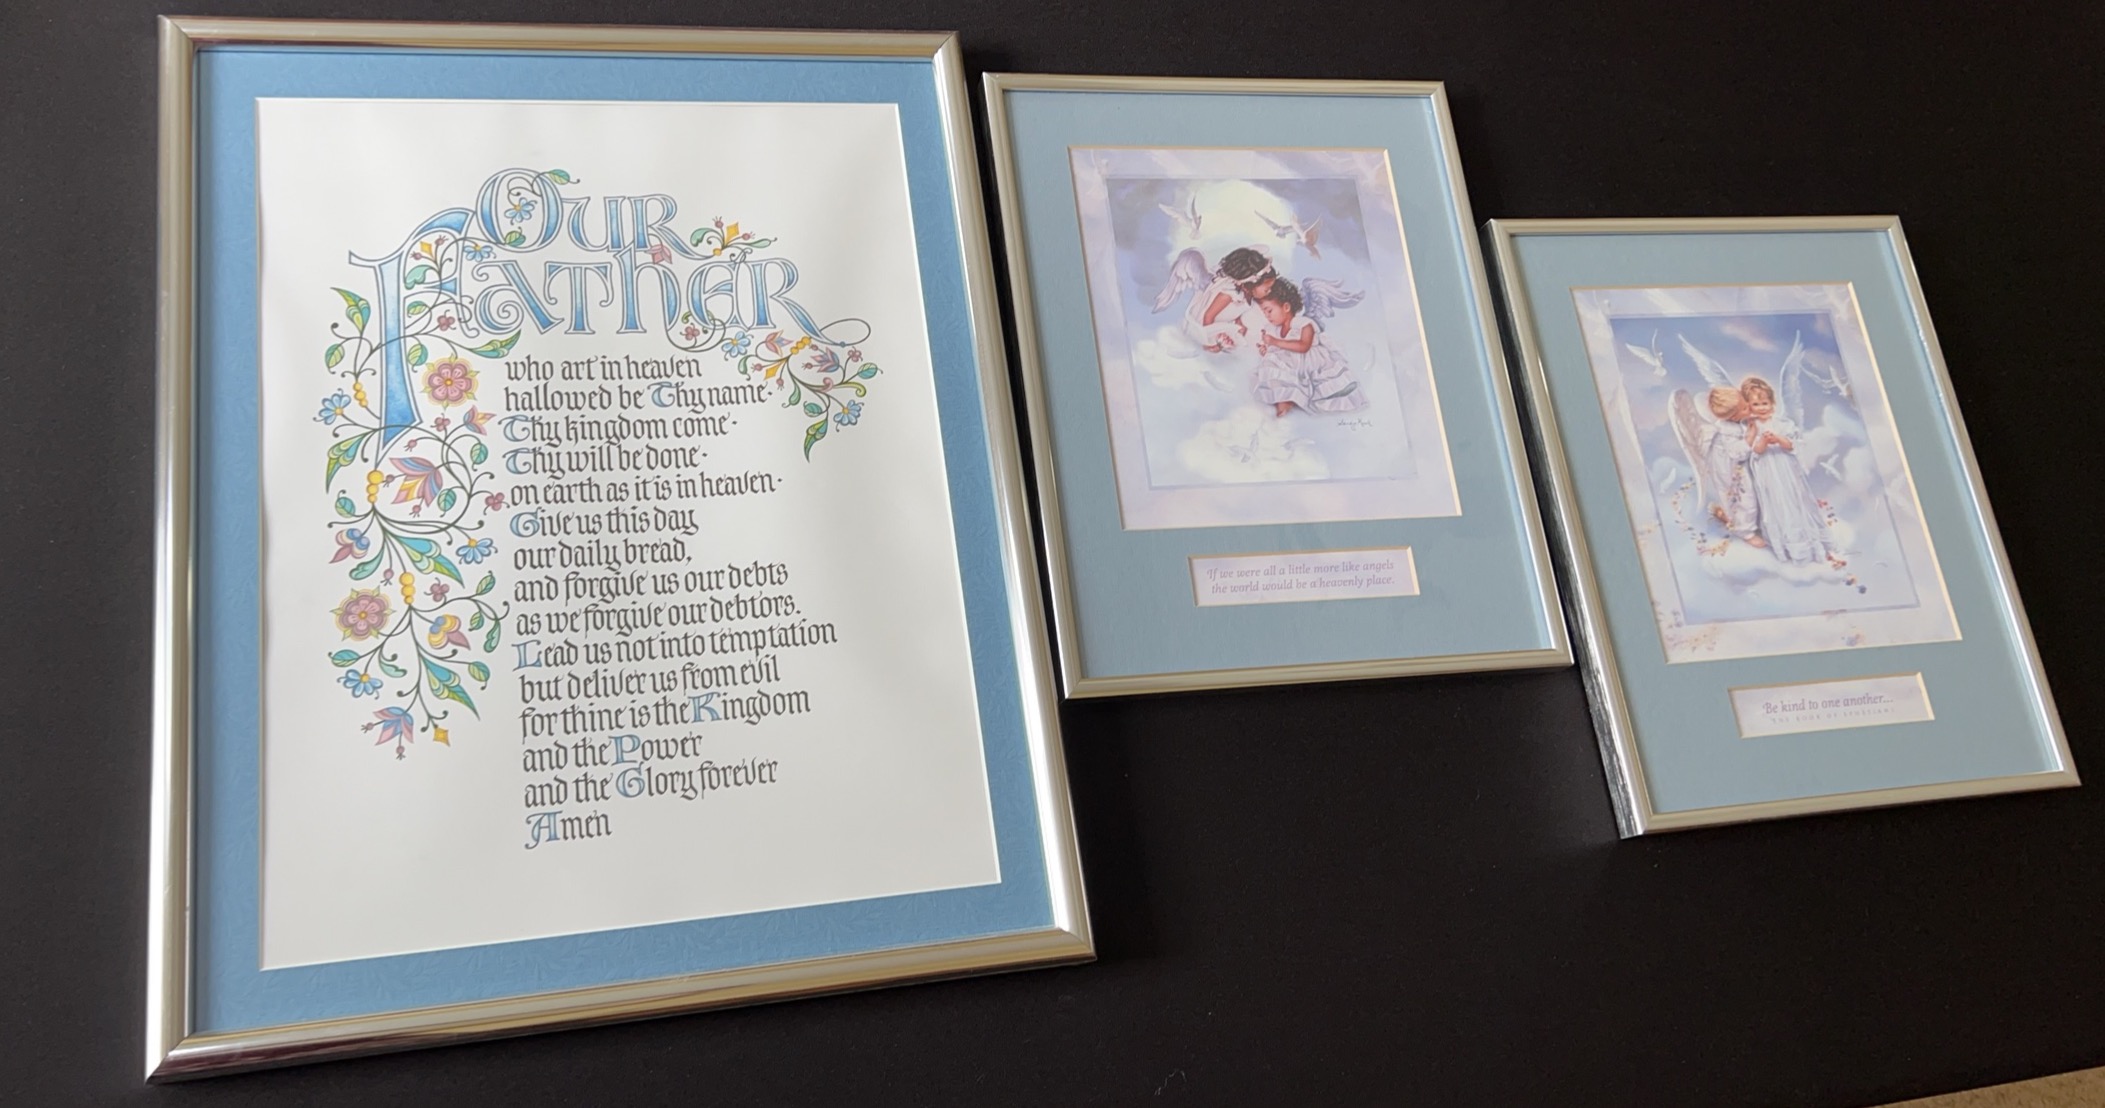 Our
Father
who art in heaven
hallowed be Thy name·
Thy kingdom come·
Thy will be done·
on earth as it is in heaven·
Give us this day
our daily bread,
and forgive us our debts
as we forgive our debtors.
Lead us not into temptation
but deliver us from evil
for thine is the Kingdom
and the Power
and the Glory forever
Amen
If we were all a little more like angels
the world would be a heavenly place.
Be kind to one another...
THE BOOK OF EPHESIANS